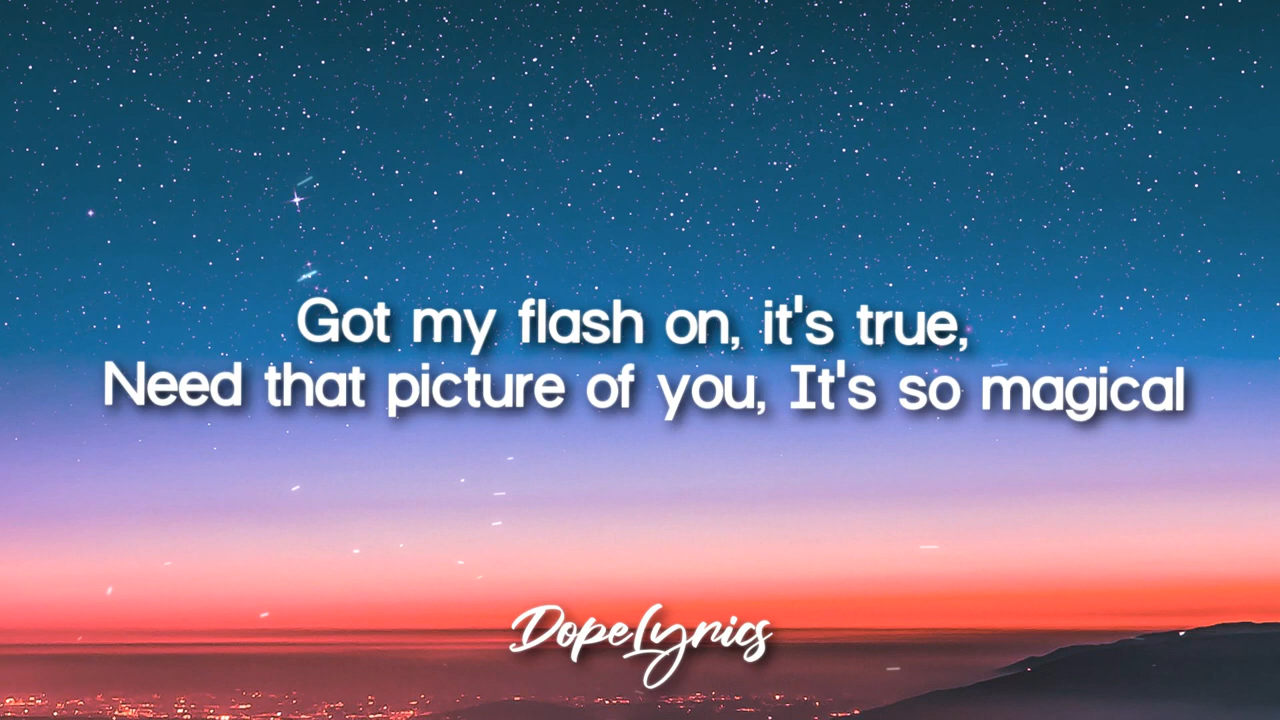 Got my flash on, it's true,
Need that picture of you, It's so magical
DopeLyrics